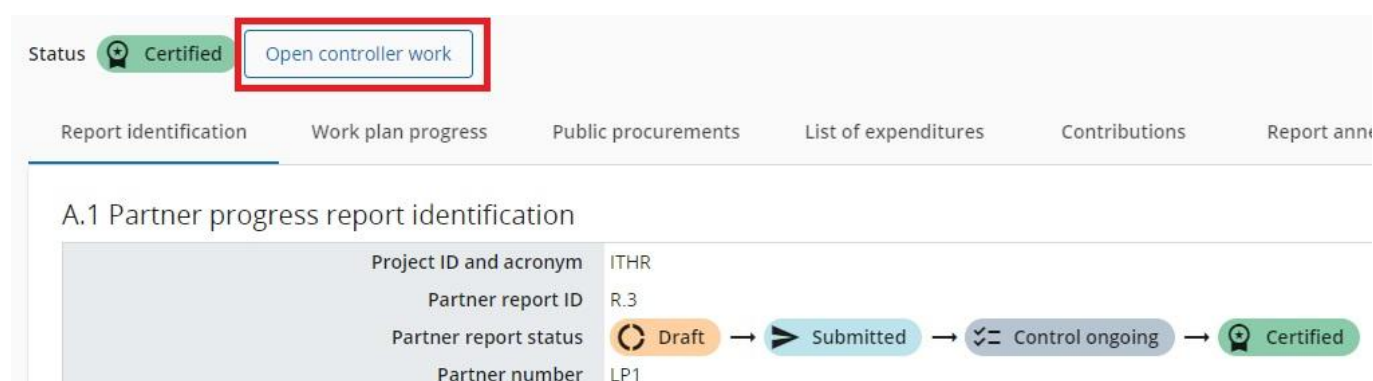 Status Certified Open controller work
Report identification Work plan progress Public procurements List of expenditures Contributions Report anne
A.1 Partner progress report identification
Project ID and acronym ITHR
Partner report ID R.3
Partner report status Draft → Submitted → Control ongoing → Certified
Partner number LP1